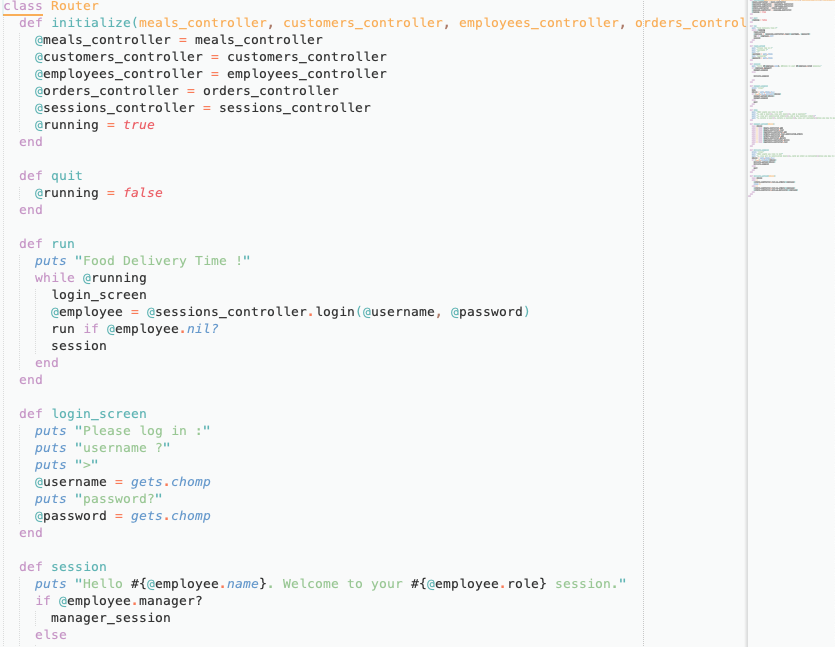 class Router
  def initialize(meals_controller, customers_controller, employees_controller, orders_control
    @meals_controller = meals_controller
    @customers_controller = customers_controller
    @employees_controller = employees_controller
    @orders_controller = orders_controller
    @sessions_controller = sessions_controller
    @running = true
  end

  def quit
    @running = false
  end

  def run
    puts "Food Delivery Time !"
    while @running
      login_screen
      @employee = @sessions_controller.login(@username, @password)
      run if @employee.nil?
      session
    end
  end

  def login_screen
    puts "Please log in :"
    puts "username ?"
    puts ">"
    @username = gets.chomp
    puts "password?"
    @password = gets.chomp
  end

  def session
    puts "Hello #{@employee.name}. Welcome to your #{@employee.role} session."
    if @employee.manager?
      manager_session
    else